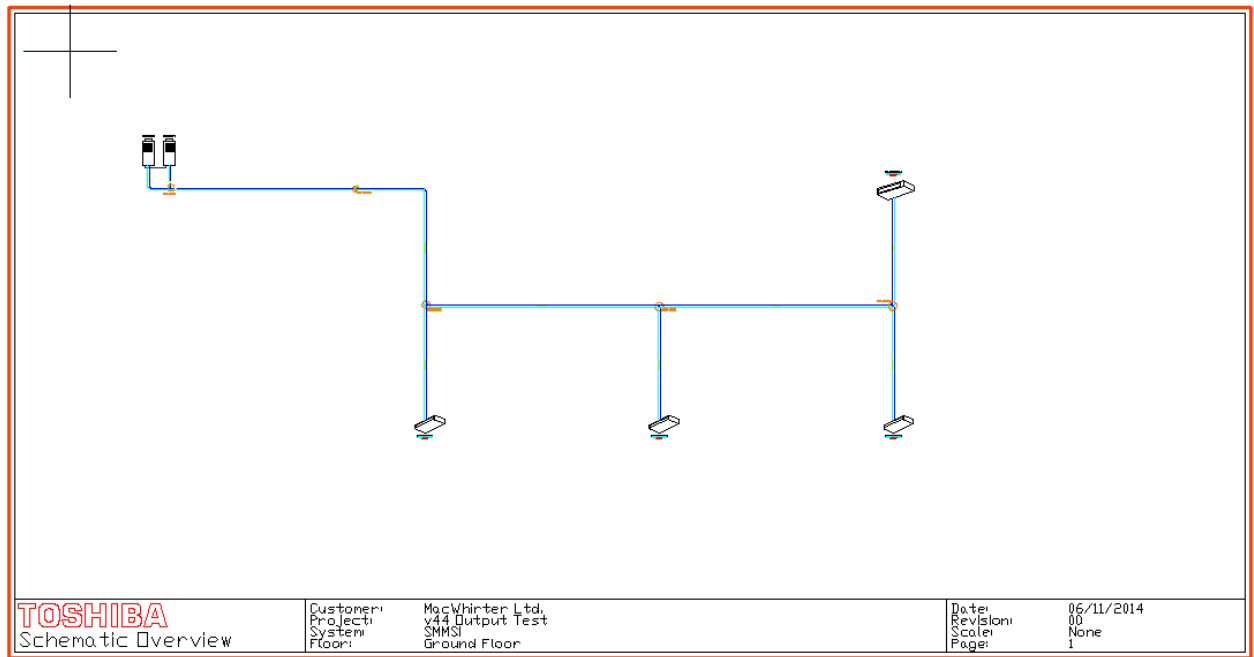 TOSHIBA
Schematic Overview
Customer: MacWhirter Ltd.
Project: v44 Output Test
System: SMMSI
Floor: Ground Floor
Date: 06/11/2014
Revision: 00
Scale: None
Page: 1